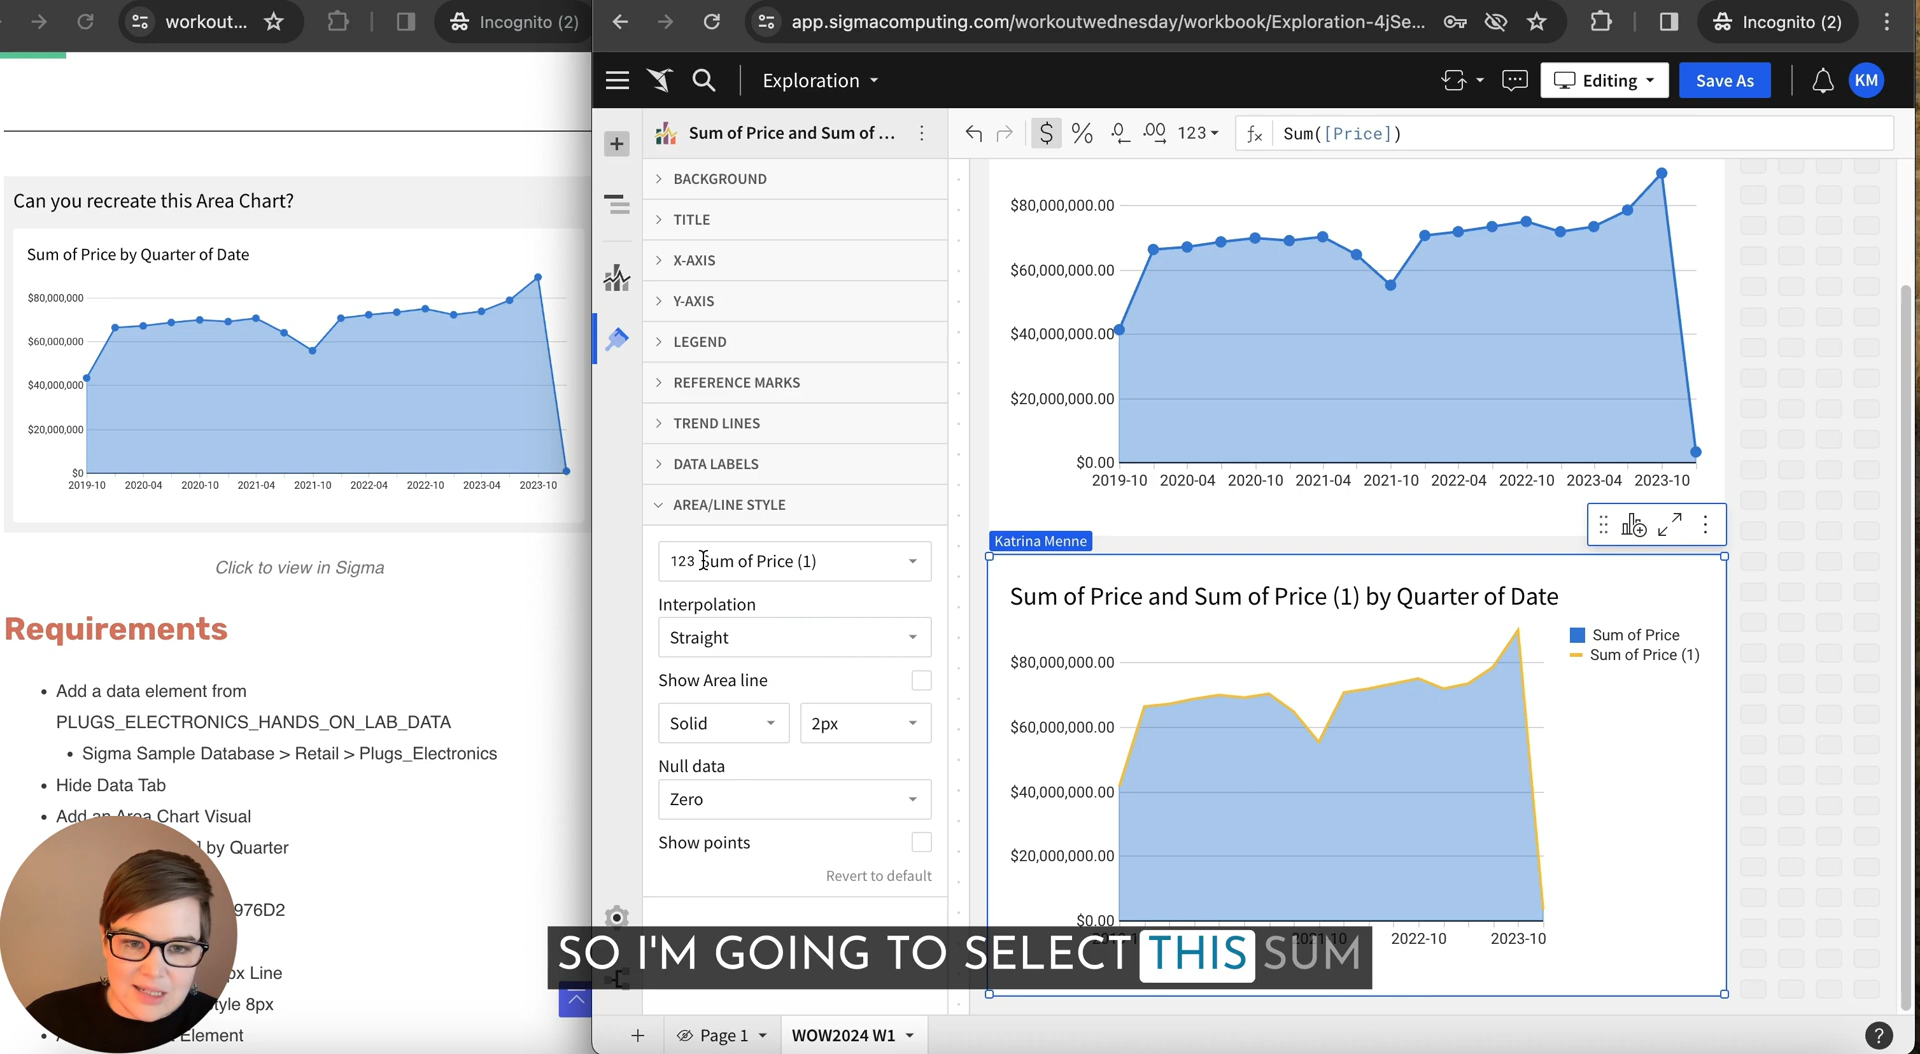 workout...
Incognito (2)
app.sigmacomputing.com/workoutwednesday/workbook/Exploration-4jSe...
Incognito (2)
Exploration
Editing
Save As
KM
Sum of Price and Sum of ...
$ % .0 .00 123
fx Sum([Price])
Can you recreate this Area Chart?
Sum of Price by Quarter of Date
$80,000,000
$60,000,000
$40,000,000
$20,000,000
$0
2019-10 2020-04 2020-10 2021-04 2021-10 2022-04 2022-10 2023-04 2023-10
Click to view in Sigma
Requirements
• Add a data element from
PLUGS_ELECTRONICS_HANDS_ON_LAB_DATA
• Sigma Sample Database > Retail > Plugs_Electronics
• Hide Data Tab
• Add an Area Chart Visual
by Quarter
976D2
px Line
style 8px
Element
BACKGROUND
TITLE
X-AXIS
Y-AXIS
LEGEND
REFERENCE MARKS
TREND LINES
DATA LABELS
AREA/LINE STYLE
123 Sum of Price (1)
Interpolation
Straight
Show Area line
Solid 2px
Null data
Zero
Show points
Revert to default
$80,000,000.00
$60,000,000.00
$40,000,000.00
$20,000,000.00
$0.00
2019-10 2020-04 2020-10 2021-04 2021-10 2022-04 2022-10 2023-04 2023-10
Katrina Menne
Sum of Price and Sum of Price (1) by Quarter of Date
Sum of Price
Sum of Price (1)
$80,000,000.00
$60,000,000.00
$40,000,000.00
$20,000,000.00
$0.00
2021-10 2022-10 2023-10
SO I'M GOING TO SELECT THIS SUM
Page 1
WOW2024 W1
?